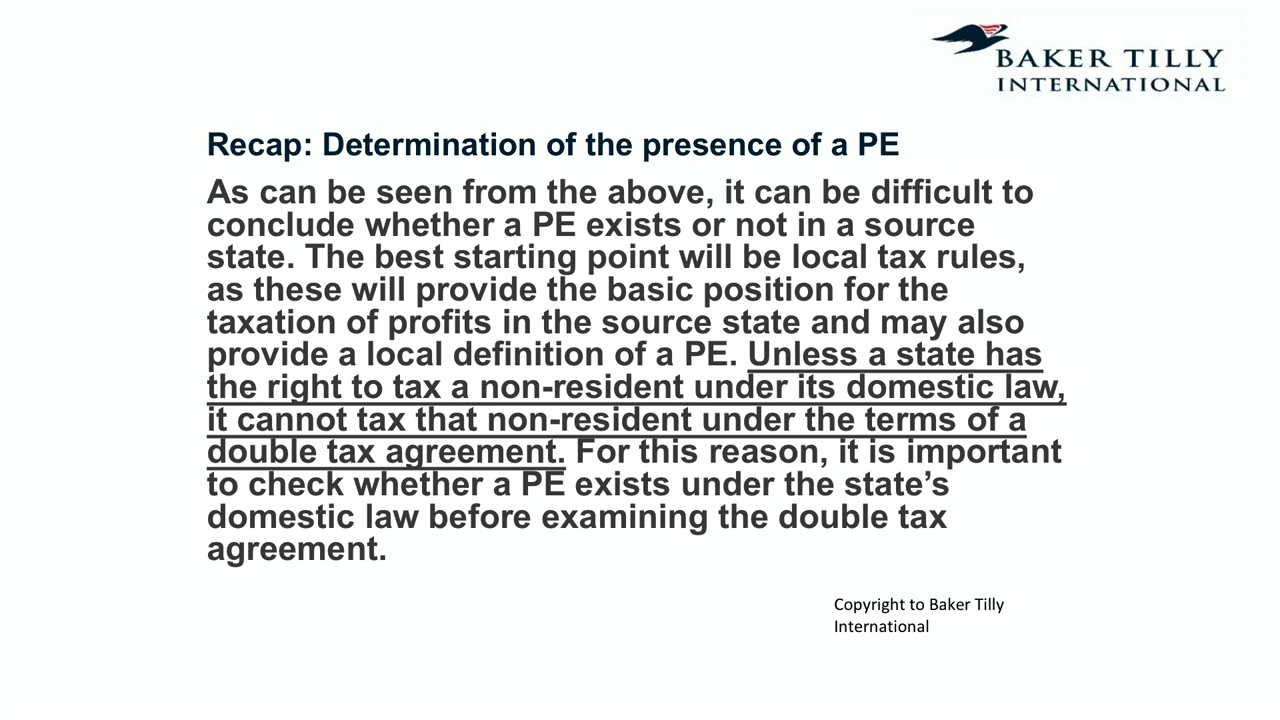 BAKER TILLY
INTERNATIONAL
Recap: Determination of the presence of a PE
As can be seen from the above, it can be difficult to
conclude whether a PE exists or not in a source
state. The best starting point will be local tax rules,
as these will provide the basic position for the
taxation of profits in the source state and may also
provide a local definition of a PE. Unless a state has
the right to tax a non-resident under its domestic law,
it cannot tax that non-resident under the terms of a
double tax agreement. For this reason, it is important
to check whether a PE exists under the state’s
domestic law before examining the double tax
agreement.
Copyright to Baker Tilly
International